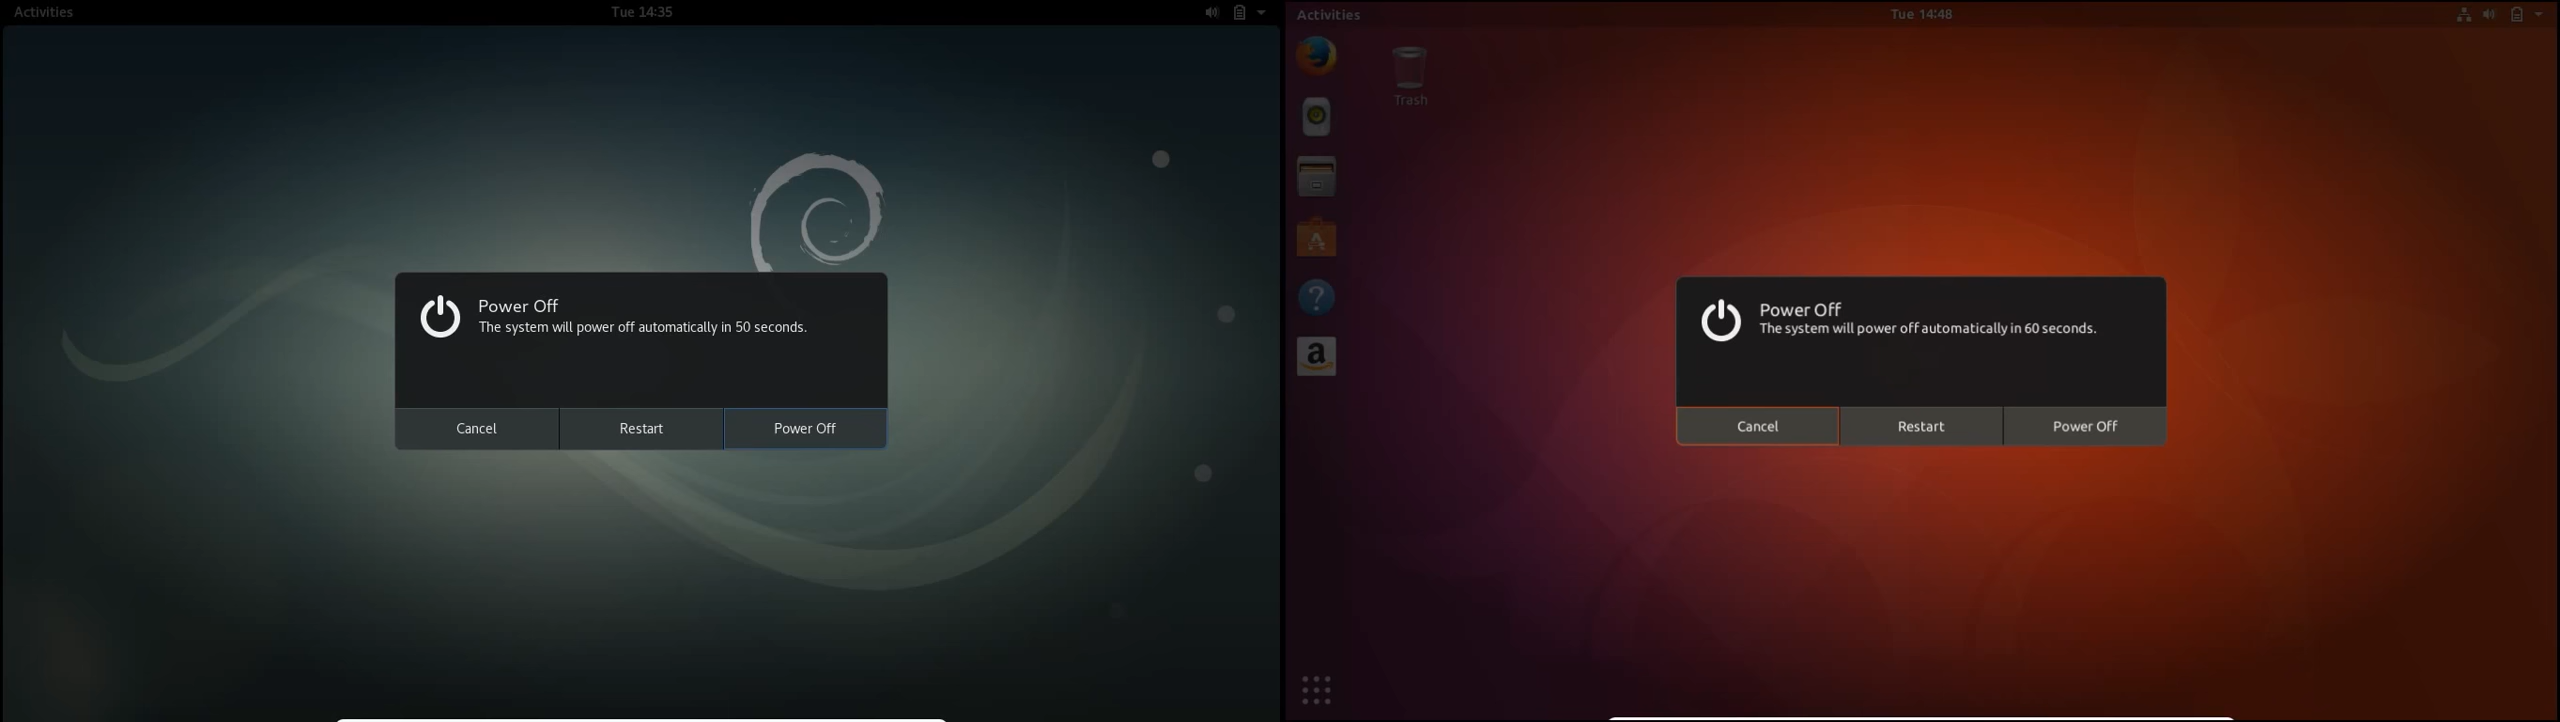 Activities
Tue 14:35
Power Off
The system will power off automatically in 50 seconds.
Cancel
Restart
Power Off
Activities
Tue 14:48
Trash
Power Off
The system will power off automatically in 60 seconds.
Cancel
Restart
Power Off